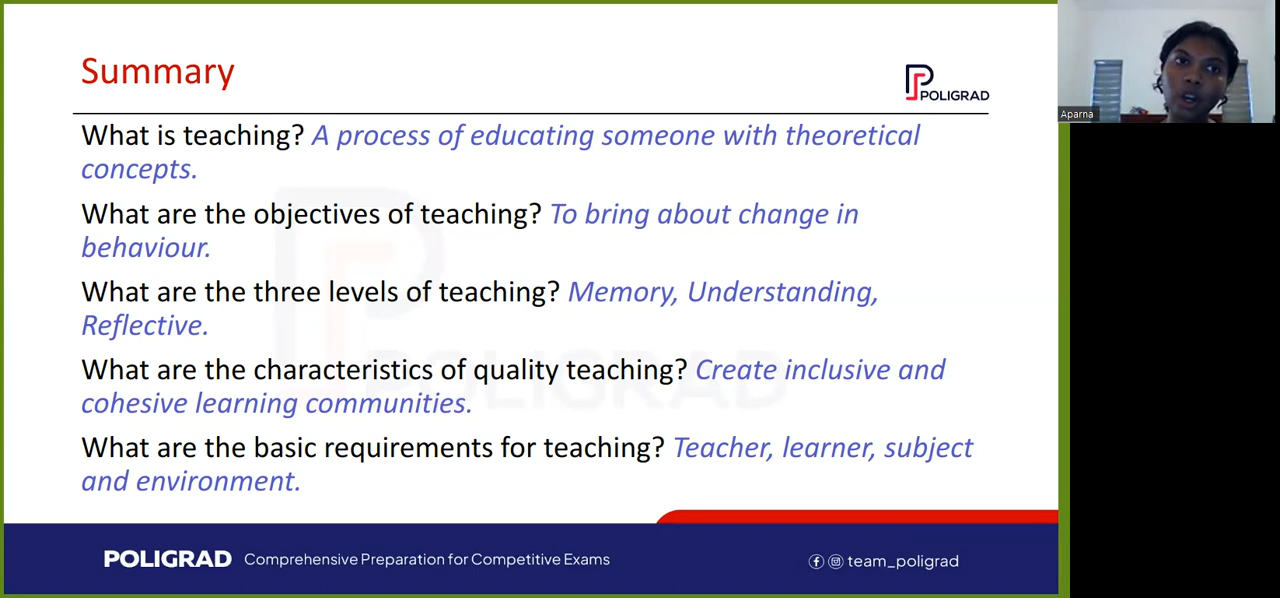 Summary
POLIGRAD
Aparna
What is teaching? A process of educating someone with theoretical
concepts.
What are the objectives of teaching? To bring about change in
behaviour.
What are the three levels of teaching? Memory, Understanding,
Reflective.
What are the characteristics of quality teaching? Create inclusive and
cohesive learning communities.
What are the basic requirements for teaching? Teacher, learner, subject
and environment.
POLIGRAD
POLIGRAD Comprehensive Preparation for Competitive Exams
team_poligrad